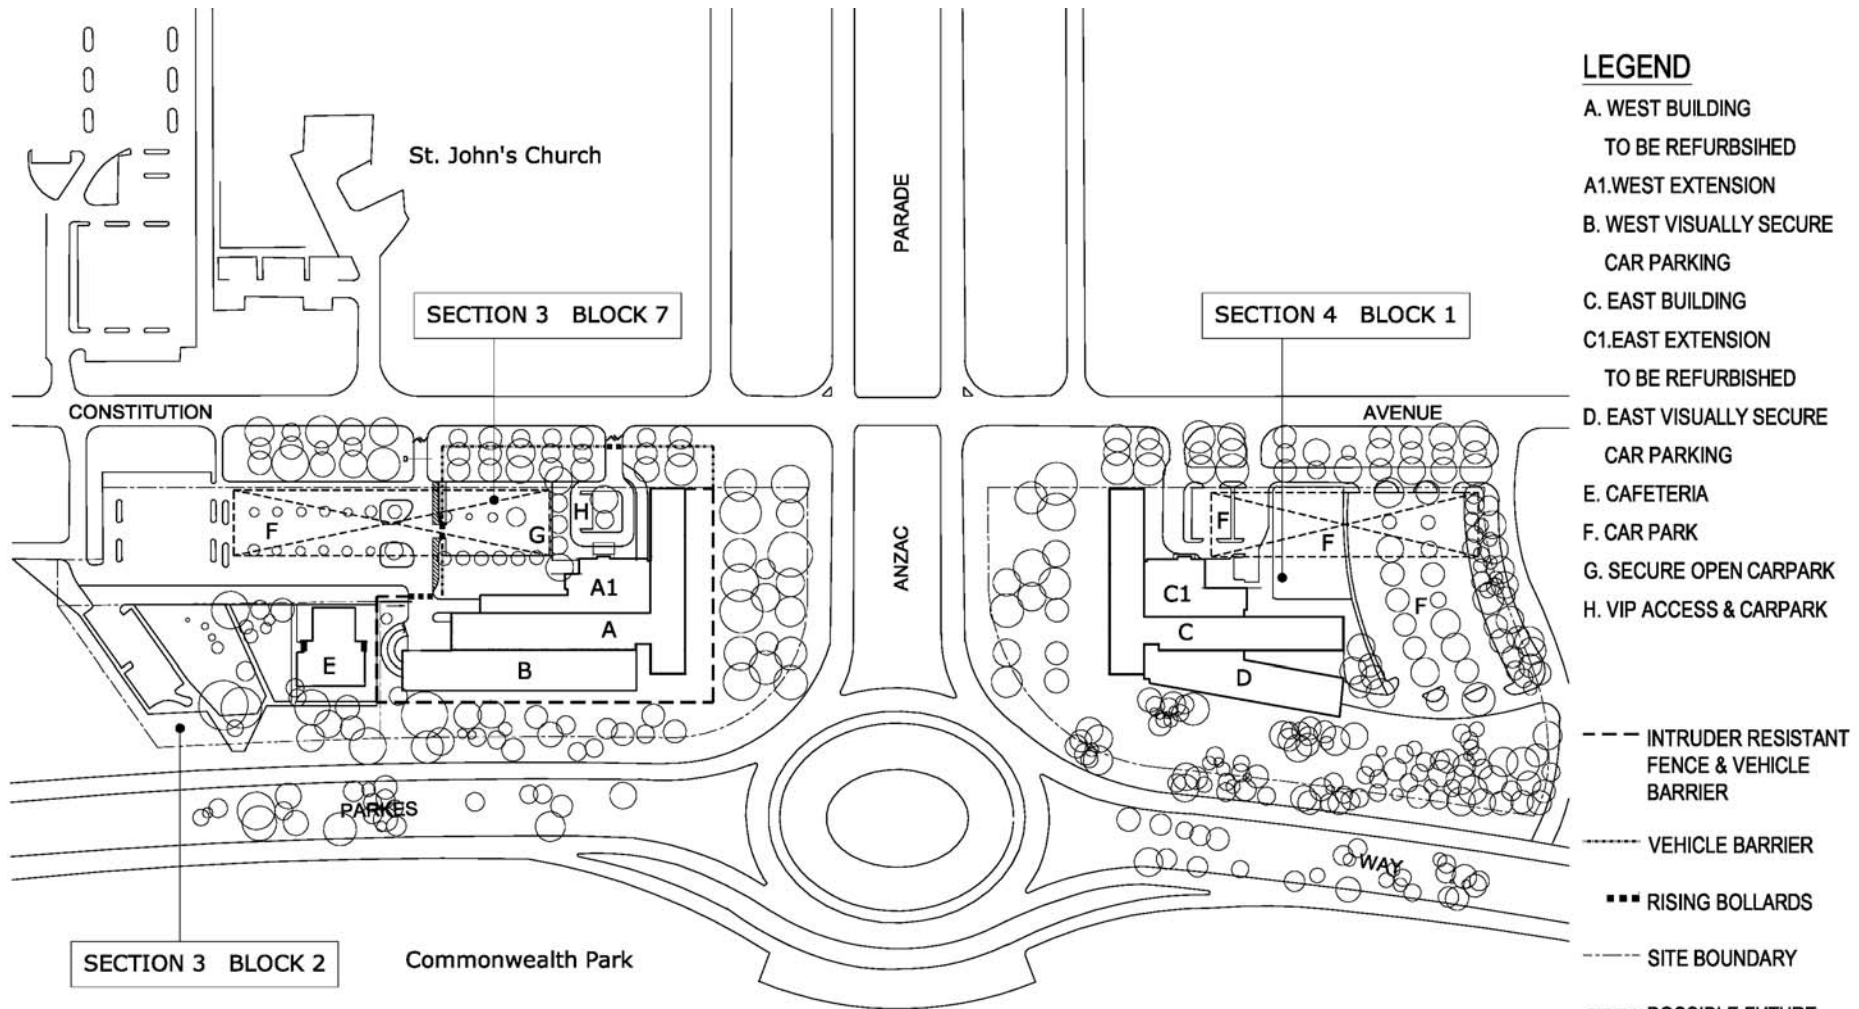 St. John's Church
PARADE
SECTION 3 BLOCK 7
SECTION 4 BLOCK 1
CONSTITUTION
AVENUE
F
G
H
A1
A
B
E
ANZAC
F
F
F
C1
C
D
PARKES
WAY
SECTION 3 BLOCK 2
Commonwealth Park
LEGEND
A. WEST BUILDING
TO BE REFURBSIHED
A1.WEST EXTENSION
B. WEST VISUALLY SECURE
CAR PARKING
C. EAST BUILDING
C1.EAST EXTENSION
TO BE REFURBISHED
D. EAST VISUALLY SECURE
CAR PARKING
E. CAFETERIA
F. CAR PARK
G. SECURE OPEN CARPARK
H. VIP ACCESS & CARPARK
INTRUDER RESISTANT
FENCE & VEHICLE
BARRIER
VEHICLE BARRIER
RISING BOLLARDS
SITE BOUNDARY